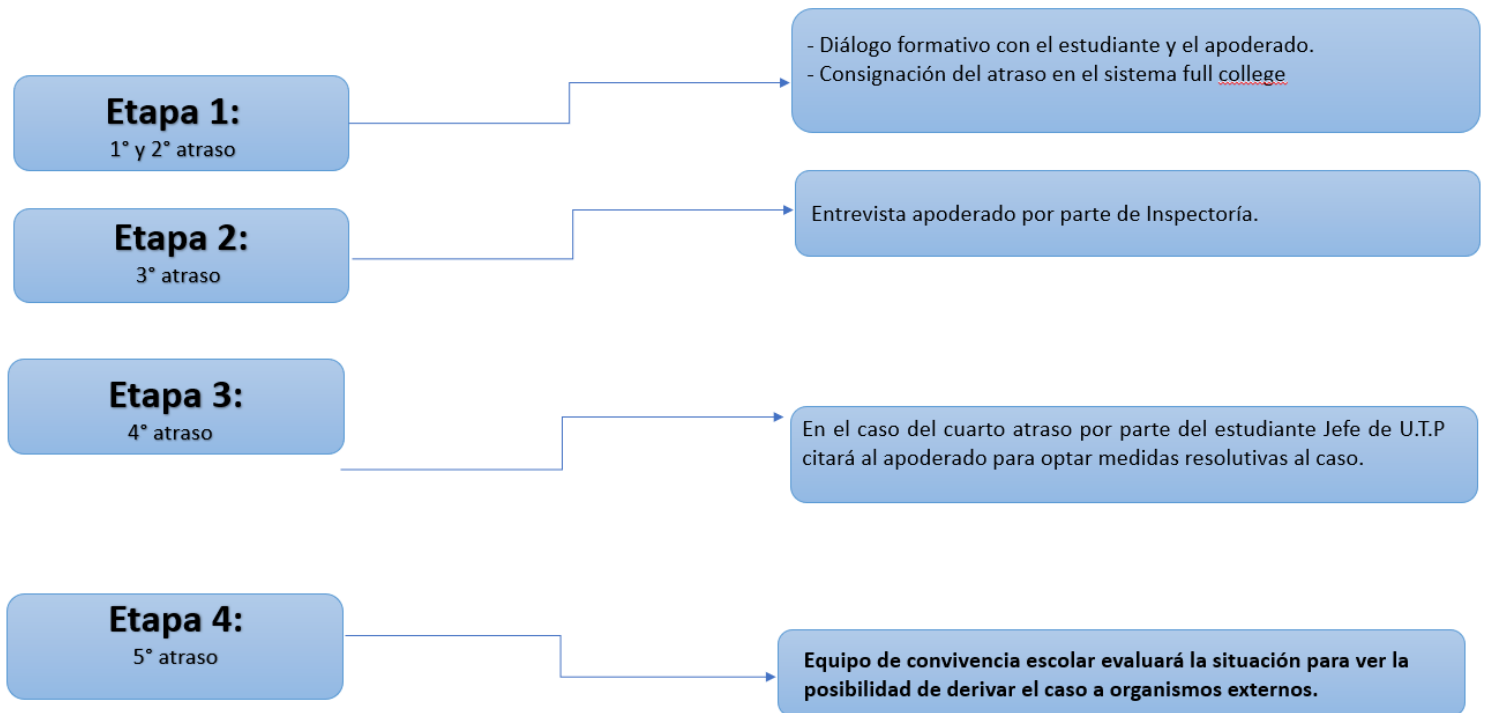 Etapa 1:
1° y 2° atraso
- Diálogo formativo con el estudiante y el apoderado.
- Consignación del atraso en el sistema full college
Etapa 2:
3° atraso
Entrevista apoderado por parte de Inspectoría.
Etapa 3:
4° atraso
En el caso del cuarto atraso por parte del estudiante Jefe de U.T.P
citará al apoderado para optar medidas resolutivas al caso.
Etapa 4:
5° atraso
Equipo de convivencia escolar evaluará la situación para ver la
posibilidad de derivar el caso a organismos externos.